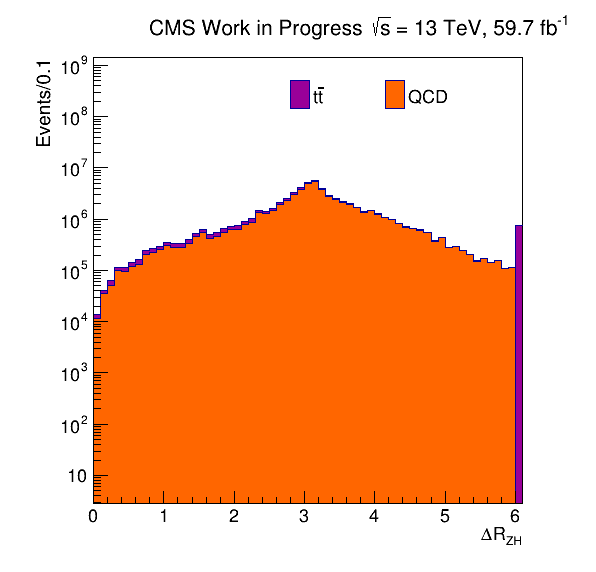 CMS Work in Progress √s = 13 TeV, 59.7 fb⁻¹
Events/0.1
10⁹
10⁸
10⁷
10⁶
10⁵
10⁴
10³
10²
10
tt̄ QCD
0 1 2 3 4 5 6
ΔR_ZH